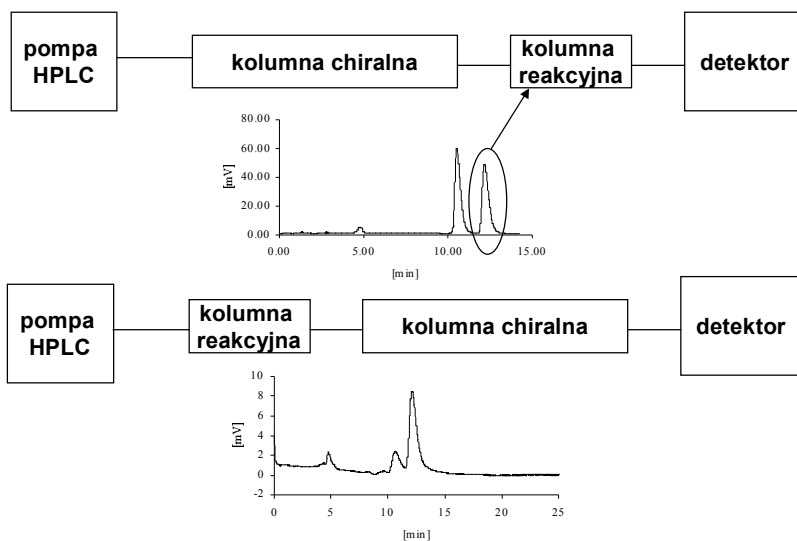 pompa
HPLC
kolumna chiralna
kolumna
reakcyjna
detektor
80.00
60.00
40.00
20.00
0.00
[mV]
0.00 5.00 10.00 15.00
[min]
pompa
HPLC
kolumna
reakcyjna
kolumna chiralna
detektor
10
8
6
4
2
0
-2
[mV]
0 5 10 15 20 25
[min]